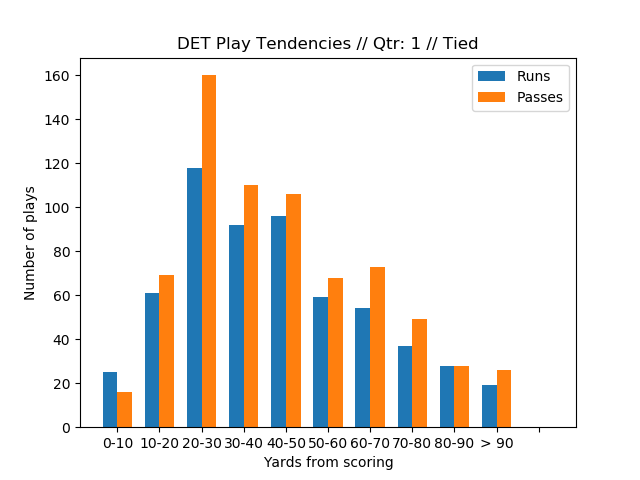 DET Play Tendencies // Qtr: 1 // Tied
Runs
Passes
Number of plays
160
140
120
100
80
60
40
20
0
0-10 10-20 20-30 30-40 40-50 50-60 60-70 70-80 80-90 > 90
Yards from scoring